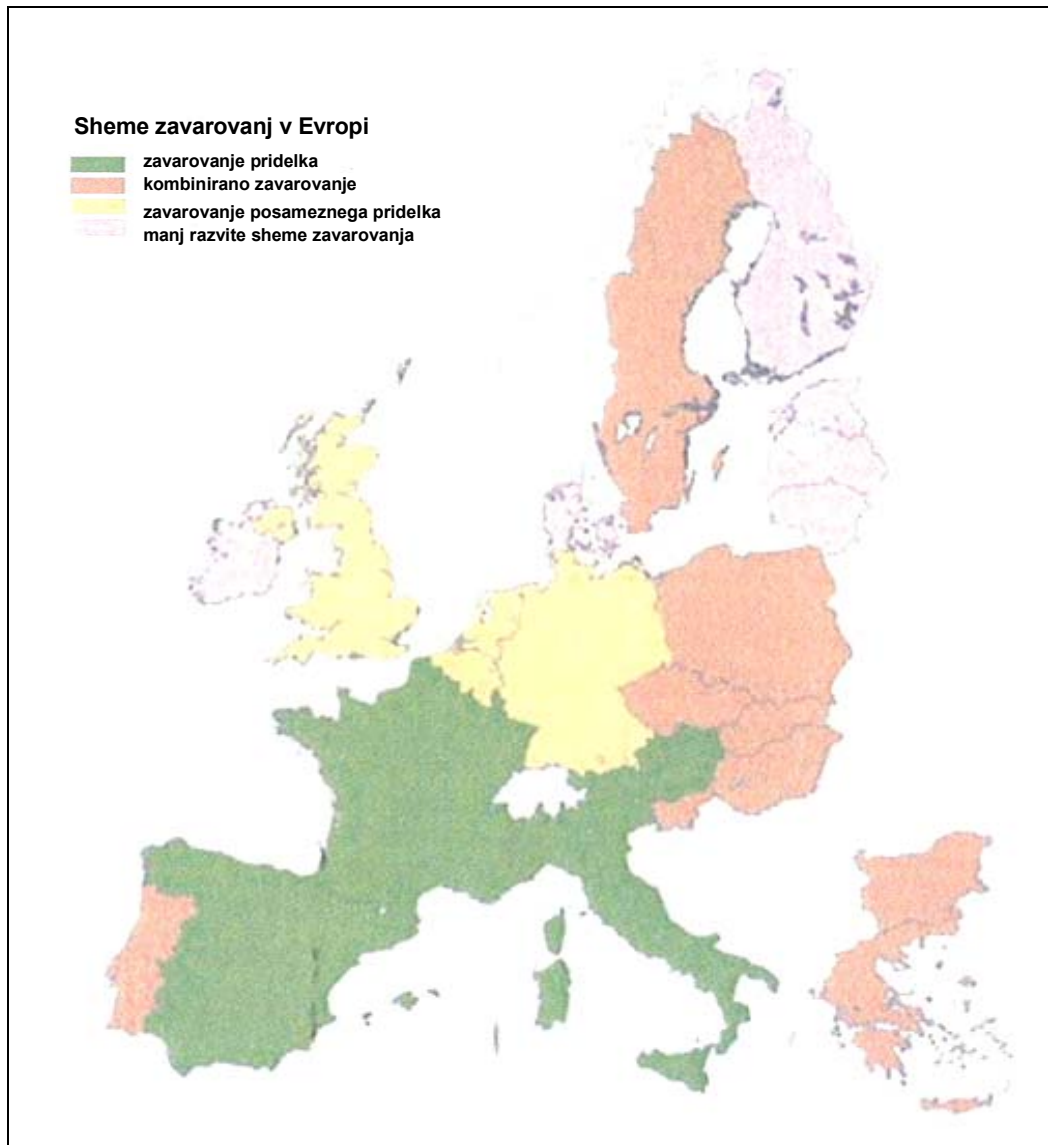 Sheme zavarovanj v Evropi
zavarovanje pridelka
kombinirano zavarovanje
zavarovanje posameznega pridelka
manj razvite sheme zavarovanja